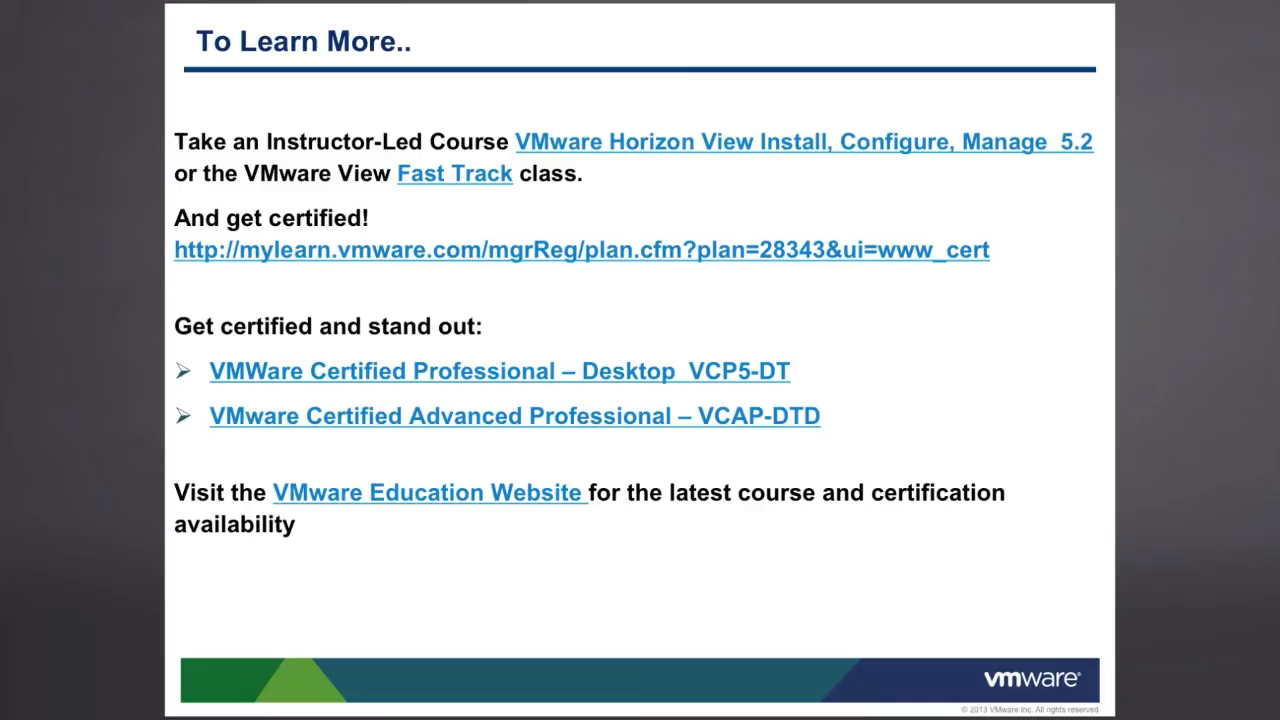 To Learn More..
Take an Instructor-Led Course VMware Horizon View Install, Configure, Manage  5.2
or the VMware View Fast Track class.
And get certified!
http://mylearn.vmware.com/mgrReg/plan.cfm?plan=28343&ui=www_cert
Get certified and stand out:
VMWare Certified Professional – Desktop  VCP5-DT
VMware Certified Advanced Professional – VCAP-DTD
Visit the VMware Education Website for the latest course and certification
availability
vmware®
© 2013 VMware Inc. All rights reserved